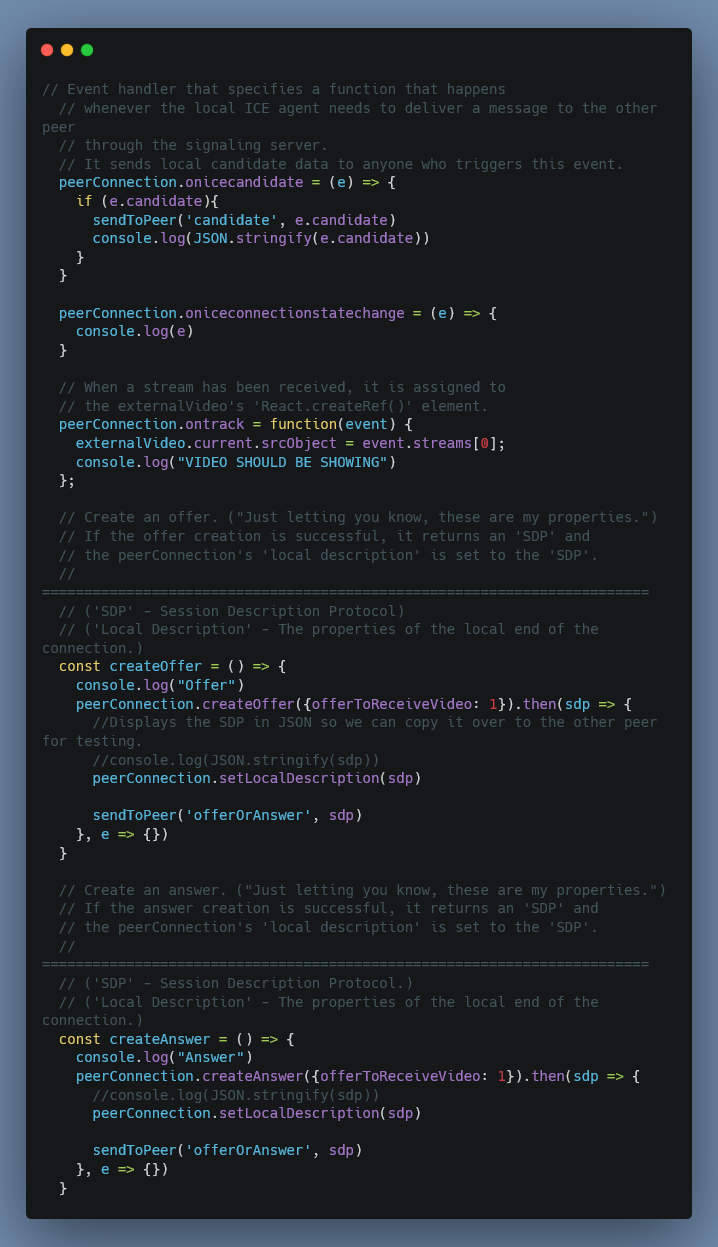 // Event handler that specifies a function that happens
  // whenever the local ICE agent needs to deliver a message to the other
peer
  // through the signaling server.
  // It sends local candidate data to anyone who triggers this event.
  peerConnection.onicecandidate = (e) => {
    if (e.candidate){
      sendToPeer('candidate', e.candidate)
      console.log(JSON.stringify(e.candidate))
    }
  }

  peerConnection.oniceconnectionstatechange = (e) => {
    console.log(e)
  }

  // When a stream has been received, it is assigned to
  // the externalVideo's 'React.createRef()' element.
  peerConnection.ontrack = function(event) {
    externalVideo.current.srcObject = event.streams[0];
    console.log("VIDEO SHOULD BE SHOWING")
  };

  // Create an offer. ("Just letting you know, these are my properties.")
  // If the offer creation is successful, it returns an 'SDP' and
  // the peerConnection's 'local description' is set to the 'SDP'.
  //
========================================================================
  // ('SDP' - Session Description Protocol)
  // ('Local Description' - The properties of the local end of the
connection.)
  const createOffer = () => {
    console.log("Offer")
    peerConnection.createOffer({offerToReceiveVideo: 1}).then(sdp => {
      //Displays the SDP in JSON so we can copy it over to the other peer
for testing.
      //console.log(JSON.stringify(sdp))
      peerConnection.setLocalDescription(sdp)

      sendToPeer('offerOrAnswer', sdp)
    }, e => {})
  }

  // Create an answer. ("Just letting you know, these are my properties.")
  // If the answer creation is successful, it returns an 'SDP' and
  // the peerConnection's 'local description' is set to the 'SDP'.
  //
========================================================================
  // ('SDP' - Session Description Protocol.)
  // ('Local Description' - The properties of the local end of the
connection.)
  const createAnswer = () => {
    console.log("Answer")
    peerConnection.createAnswer({offerToReceiveVideo: 1}).then(sdp => {
      //console.log(JSON.stringify(sdp))
      peerConnection.setLocalDescription(sdp)

      sendToPeer('offerOrAnswer', sdp)
    }, e => {})
  }